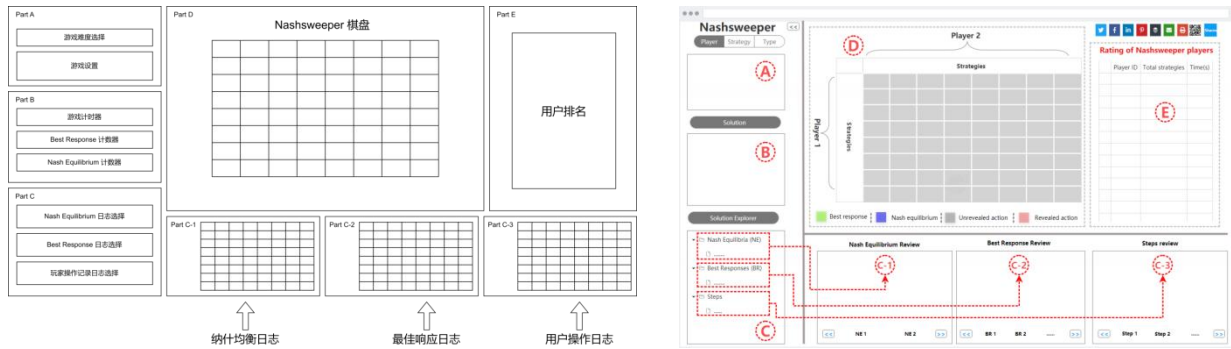 Part A
游戏难度选择
游戏设置
Part B
游戏计时器
Best Response 计数器
Nash Equilibrium 计数器
Part C
Nash Equilibrium 日志选择
Best Response 日志选择
玩家操作记录日志选择
Part D
Nashsweeper 棋盘
Part E
用户排名
Part C-1
Part C-2
Part C-3
纳什均衡日志
最佳响应日志
用户操作日志
Nashsweeper
<<
Player Strategy Type
A
Solution
B
Solution Explorer
Nash Equilibria (NE)
......
Best Responses (BR)
......
Steps
......
C
D
Player 2
Strategies
Player 1
Strategies
Best response
Nash equilibrium
Unrevealed action
Revealed action
Rating of Nashsweeper players
Player ID Total strategies Time(s)
E
Nash Equilibrium Review
C-1
<< NE 1 NE 2 >>
Best Response Review
C-2
<< BR 1 BR 2 ...... >>
Steps review
C-3
<< Step 1 Step 2 ...... >>